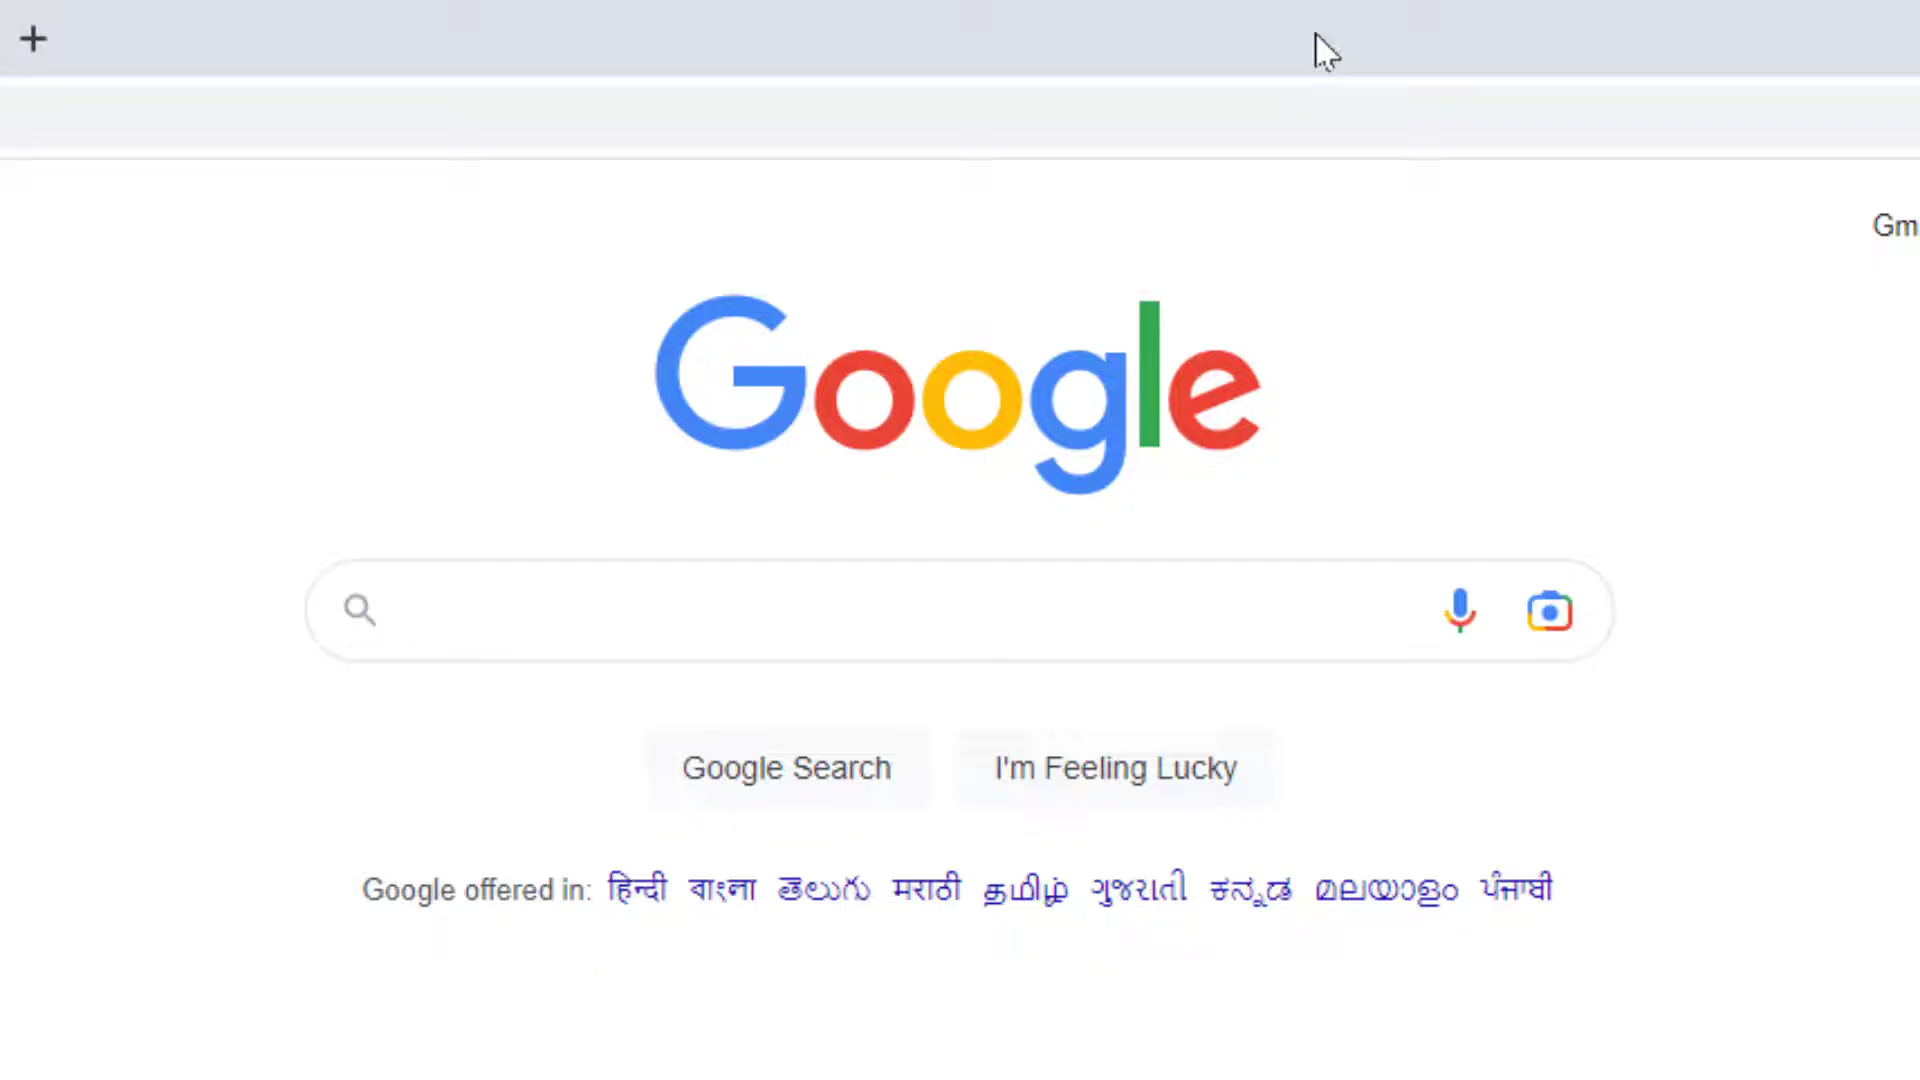 Gm
Google
Google Search I'm Feeling Lucky
Google offered in: हिन्दी বাংলা తెలుగు मराठी தமிழ் ગુજરાતી ಕನ್ನಡ മലയാളം ਪੰਜਾਬੀ